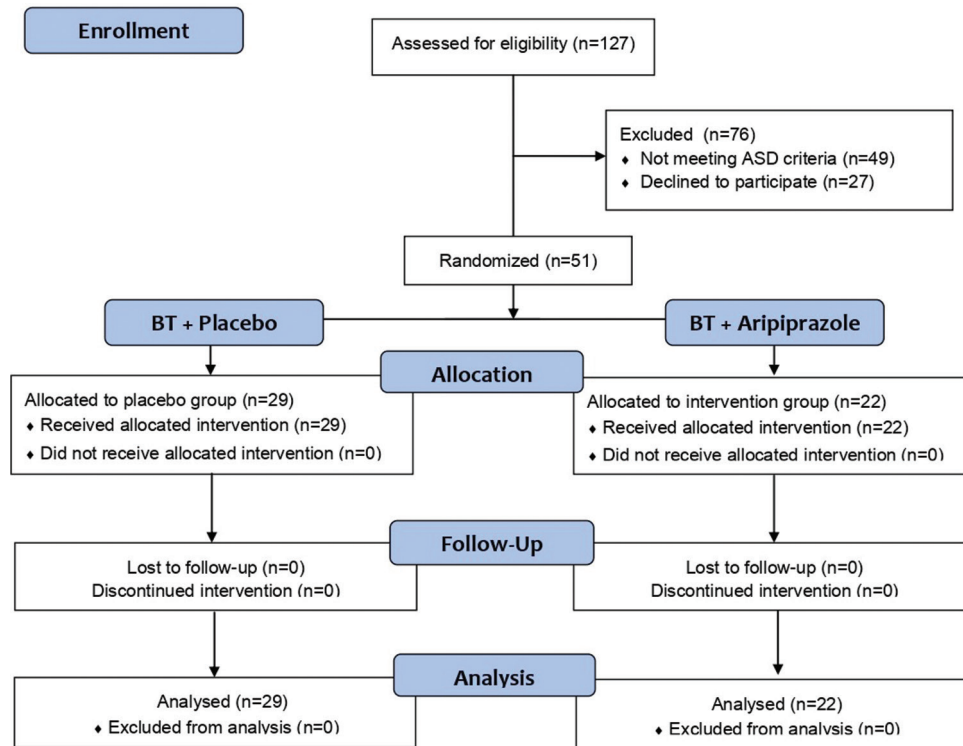 Enrollment
Assessed for eligibility (n=127)
Excluded (n=76)
♦ Not meeting ASD criteria (n=49)
♦ Declined to participate (n=27)
Randomized (n=51)
BT + Placebo
BT + Aripiprazole
Allocation
Allocated to placebo group (n=29)
♦ Received allocated intervention (n=29)
♦ Did not receive allocated intervention (n=0)
Allocated to intervention group (n=22)
♦ Received allocated intervention (n=22)
♦ Did not receive allocated intervention (n=0)
Follow-Up
Lost to follow-up (n=0)
Discontinued intervention (n=0)
Lost to follow-up (n=0)
Discontinued intervention (n=0)
Analysis
Analysed (n=29)
♦ Excluded from analysis (n=0)
Analysed (n=22)
♦ Excluded from analysis (n=0)